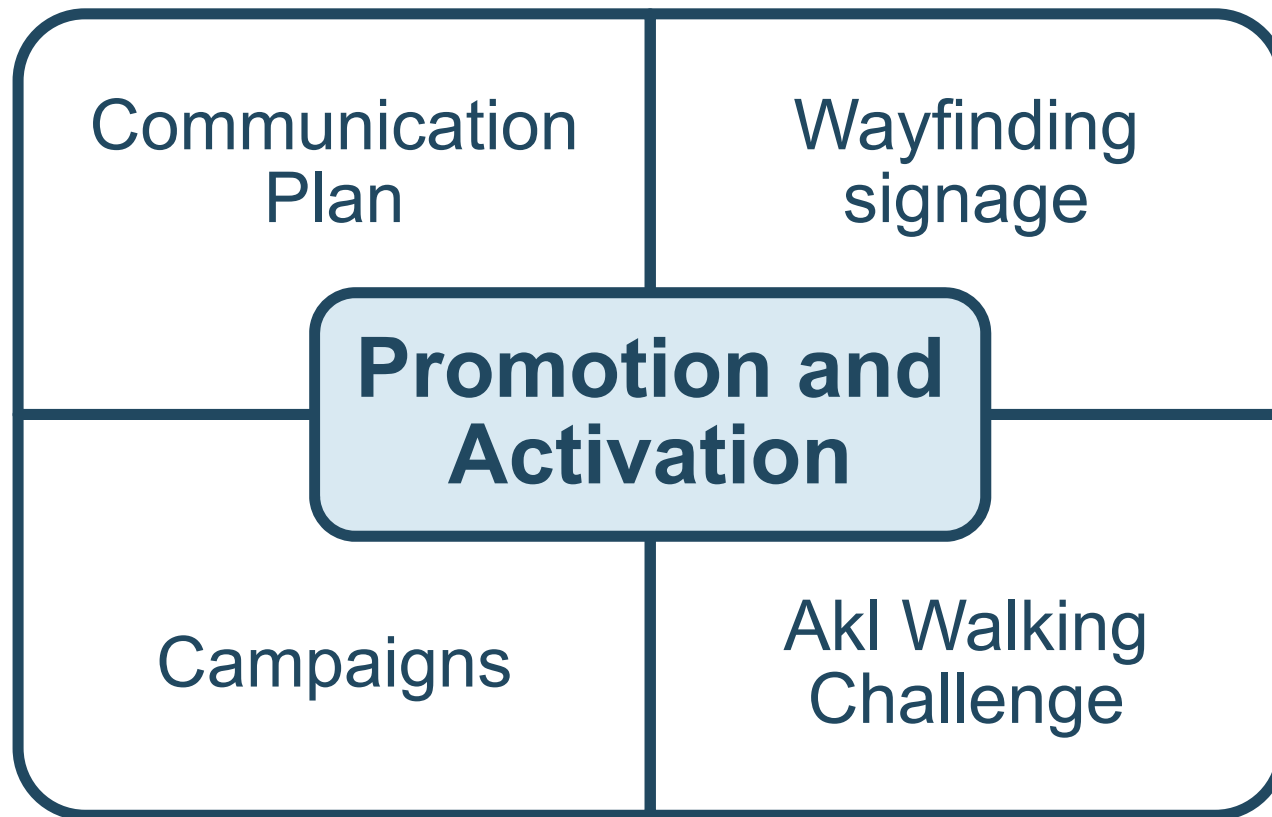 Communication
Plan
Wayfinding
signage
Promotion and
Activation
Campaigns
Akl Walking
Challenge